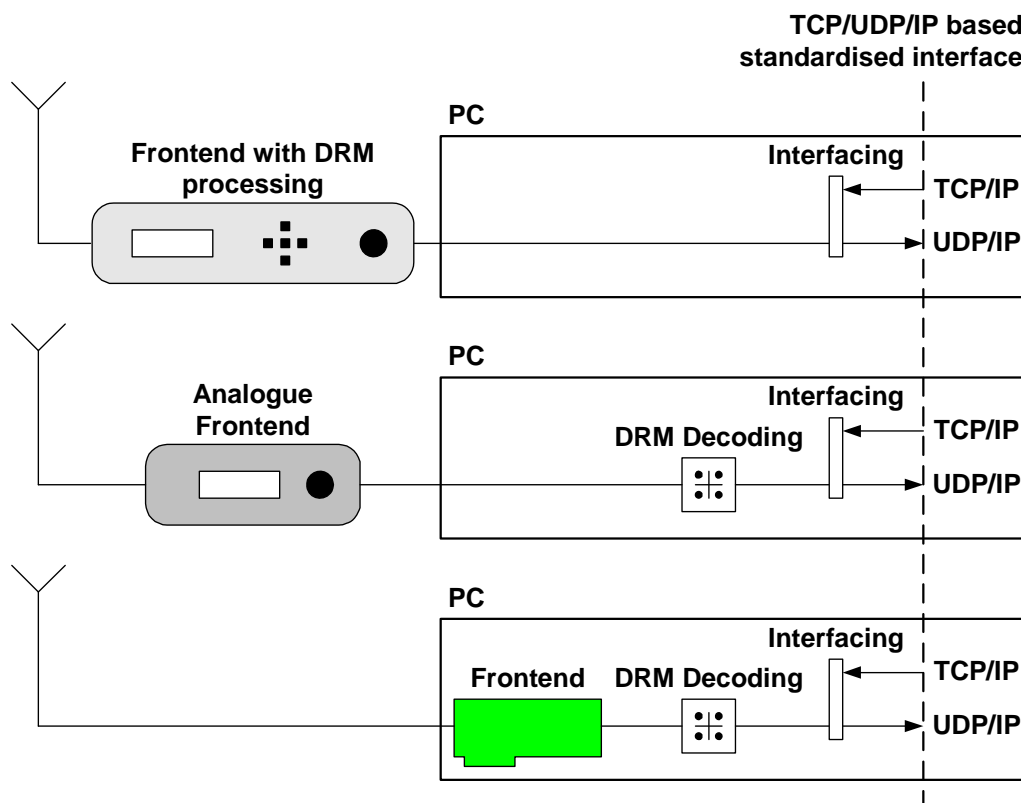 TCP/UDP/IP based
standardised interface
PC
Frontend with DRM
processing
Interfacing
TCP/IP
UDP/IP
PC
Analogue
Frontend
Interfacing
DRM Decoding
TCP/IP
UDP/IP
PC
Interfacing
Frontend
DRM Decoding
TCP/IP
UDP/IP